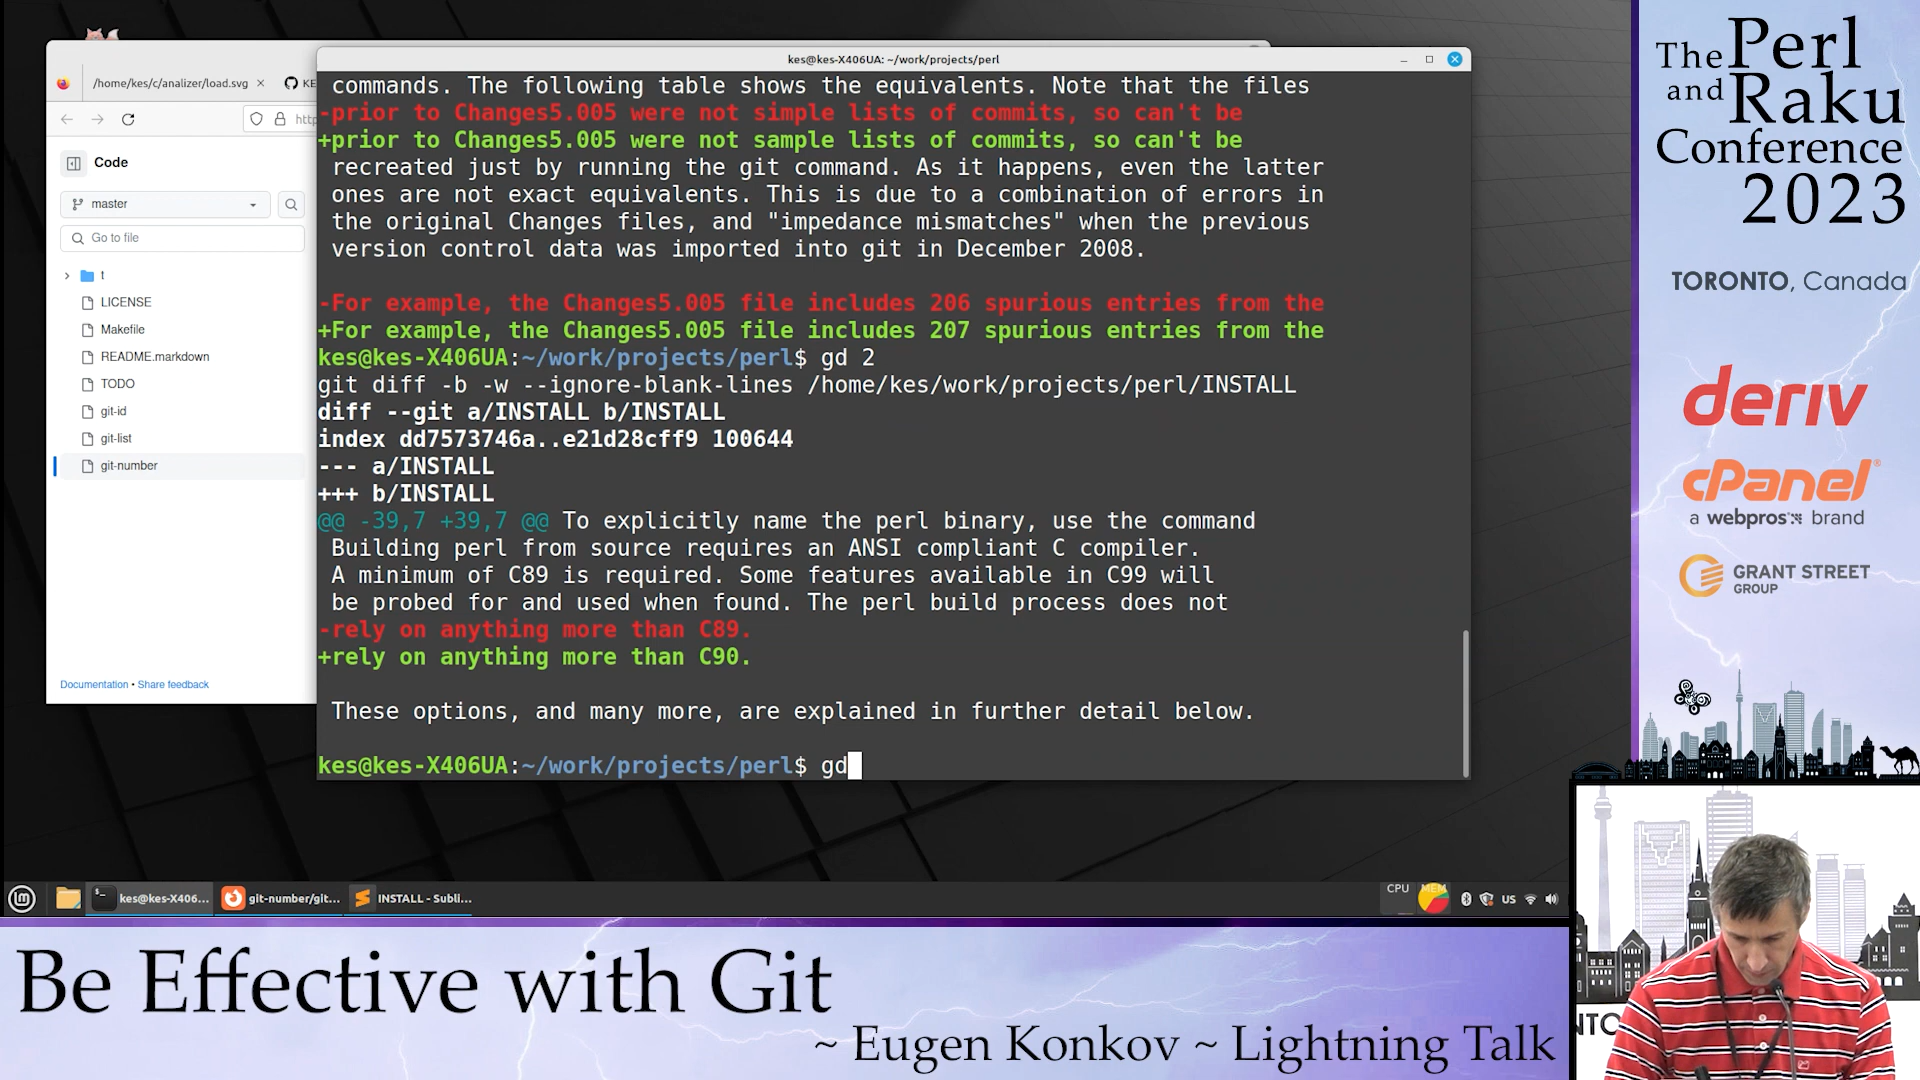 /home/kes/c/analizer/load.svg ×
KE
http
Code
master
Go to file
t
LICENSE
Makefile
README.markdown
TODO
git-id
git-list
git-number
Documentation • Share feedback
kes@kes-X406UA: ~/work/projects/perl
commands. The following table shows the equivalents. Note that the files
-prior to Changes5.005 were not simple lists of commits, so can't be
+prior to Changes5.005 were not sample lists of commits, so can't be
recreated just by running the git command. As it happens, even the latter
ones are not exact equivalents. This is due to a combination of errors in
the original Changes files, and "impedance mismatches" when the previous
version control data was imported into git in December 2008.
-For example, the Changes5.005 file includes 206 spurious entries from the
+For example, the Changes5.005 file includes 207 spurious entries from the
kes@kes-X406UA:~/work/projects/perl$ gd 2
git diff -b -w --ignore-blank-lines /home/kes/work/projects/perl/INSTALL
diff --git a/INSTALL b/INSTALL
index dd7573746a..e21d28cff9 100644
--- a/INSTALL
+++ b/INSTALL
@@ -39,7 +39,7 @@ To explicitly name the perl binary, use the command
Building perl from source requires an ANSI compliant C compiler.
A minimum of C89 is required. Some features available in C99 will
be probed for and used when found. The perl build process does not
-rely on anything more than C89.
+rely on anything more than C90.
These options, and many more, are explained in further detail below.
kes@kes-X406UA:~/work/projects/perl$ gd
kes@kes-X406...
git-number/git...
INSTALL - Subli...
CPU
MEM
US
The Perl
and Raku
Conference
2023
TORONTO, Canada
deriv
cPanel®
a webpros brand
GRANT STREET
GROUP
NTO
Be Effective with Git
~ Eugen Konkov ~ Lightning Talk